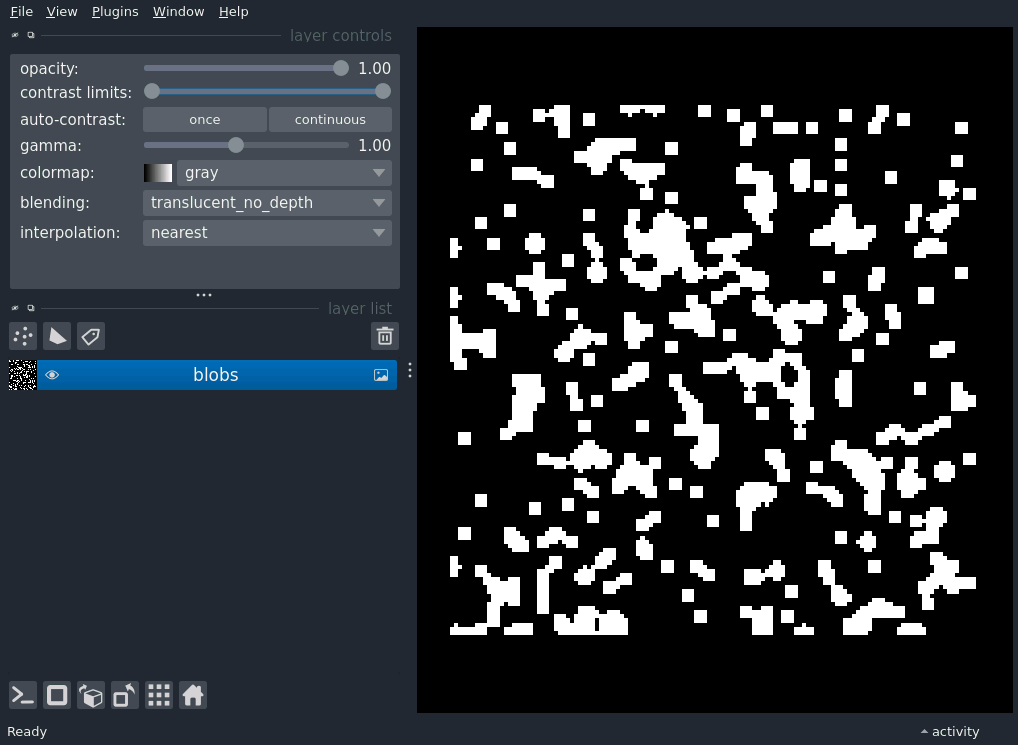 File View Plugins Window Help
layer controls
opacity: 1.00
contrast limits:
auto-contrast: once continuous
gamma: 1.00
colormap: gray
blending: translucent_no_depth
interpolation: nearest
layer list
blobs
Ready
activity